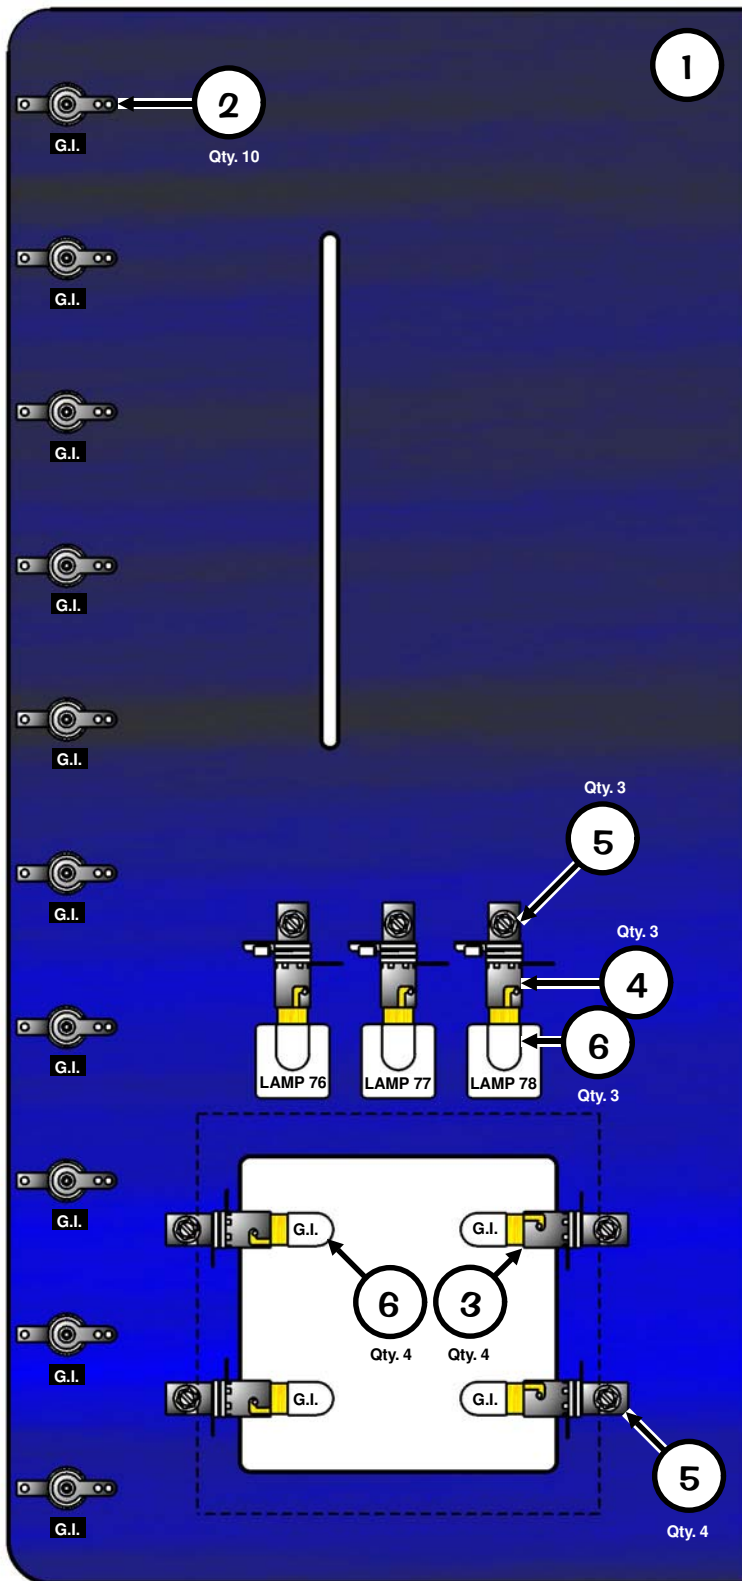 1
2
Qty. 10
G.I.
G.I.
G.I.
G.I.
G.I.
Qty. 3
5
G.I.
Qty. 3
4
G.I.
6
LAMP 76 LAMP 77 LAMP 78
Qty. 3
G.I.
G.I. G.I.
6 3
Qty. 4 Qty. 4
G.I.
G.I. G.I.
5
G.I.
Qty. 4